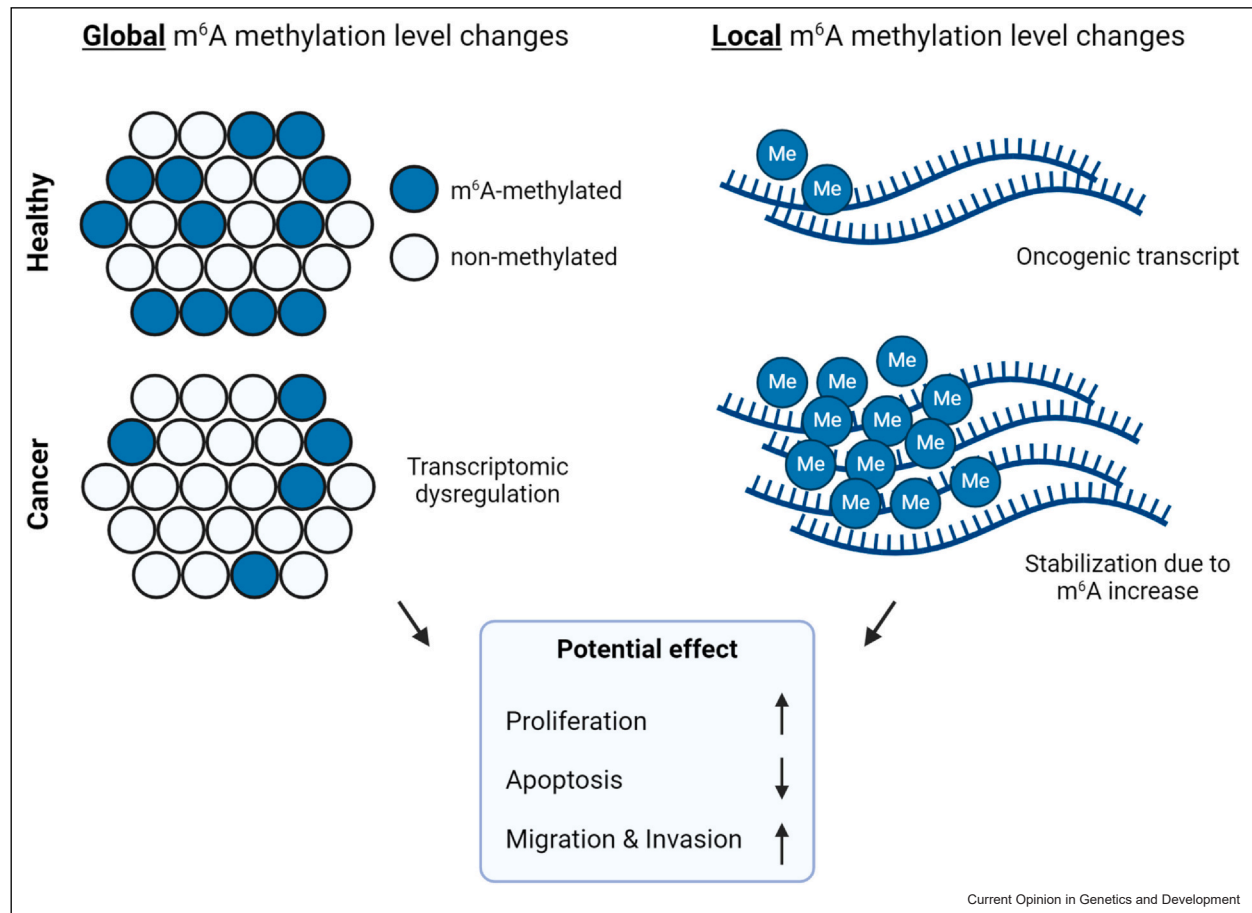 Global m⁶A methylation level changes
Local m⁶A methylation level changes
Healthy
m⁶A-methylated
non-methylated
Me
Me
Oncogenic transcript
Cancer
Transcriptomic
dysregulation
Me
Me
Me
Me
Me
Me
Me
Me
Me
Me
Me
Me
Stabilization due to
m⁶A increase
Potential effect
Proliferation ↑
Apoptosis ↓
Migration & Invasion ↑
Current Opinion in Genetics and Development